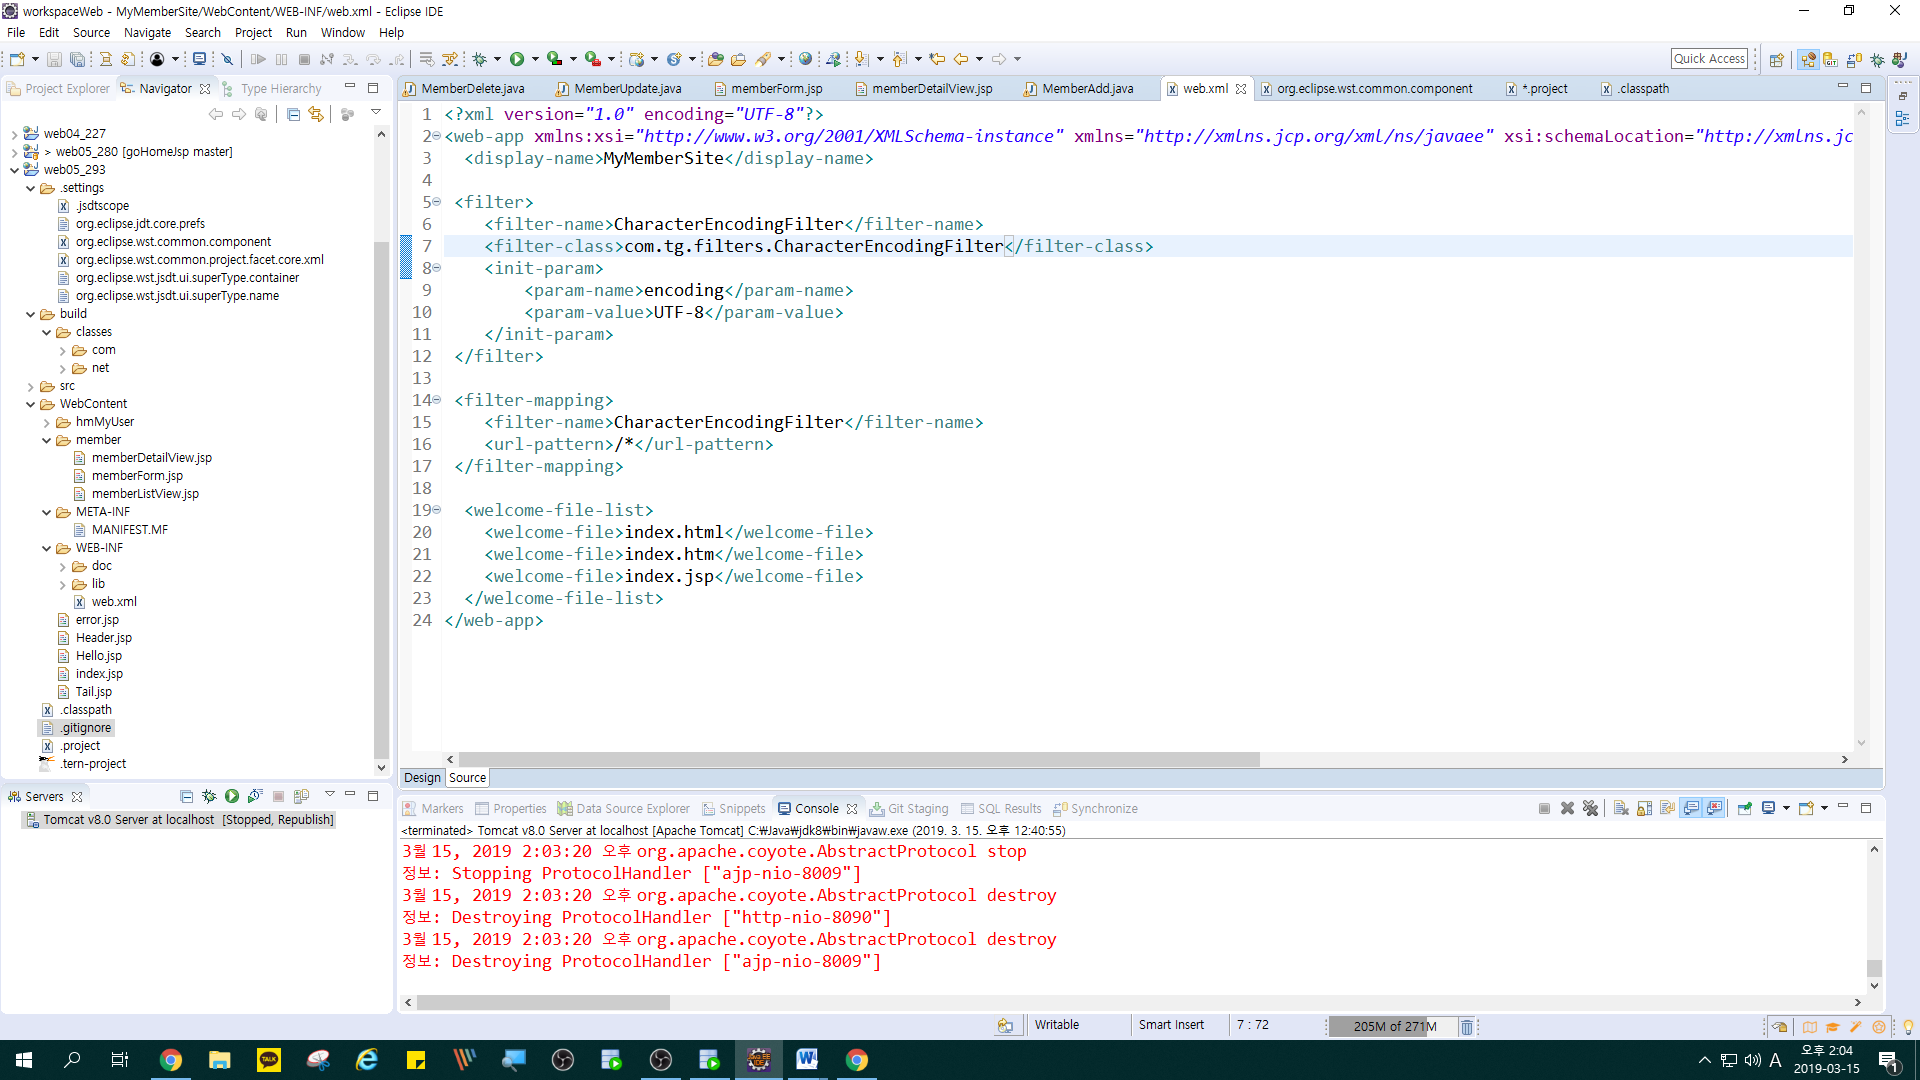 workspaceWeb - MyMemberSite/WebContent/WEB-INF/web.xml - Eclipse IDE
File Edit Source Navigate Search Project Run Window Help
Quick Access
Project Explorer Navigator Type Hierarchy
web04_227
> web05_280 [goHomeJsp master]
web05_293
.settings
.jsdtscope
org.eclipse.jdt.core.prefs
org.eclipse.wst.common.component
org.eclipse.wst.common.project.facet.core.xml
org.eclipse.wst.jsdt.ui.superType.container
org.eclipse.wst.jsdt.ui.superType.name
build
classes
com
net
src
WebContent
hmMyUser
member
memberDetailView.jsp
memberForm.jsp
memberListView.jsp
META-INF
MANIFEST.MF
WEB-INF
doc
lib
web.xml
error.jsp
Header.jsp
Hello.jsp
index.jsp
Tail.jsp
.classpath
.gitignore
.project
.tern-project
MemberDelete.java MemberUpdate.java memberForm.jsp memberDetailView.jsp MemberAdd.java web.xml org.eclipse.wst.common.component *.project .classpath
1 <?xml version="1.0" encoding="UTF-8"?>
2 <web-app xmlns:xsi="http://www.w3.org/2001/XMLSchema-instance" xmlns="http://xmlns.jcp.org/xml/ns/javaee" xsi:schemaLocation="http://xmlns.jc
3 <display-name>MyMemberSite</display-name>
4
5 <filter>
6 <filter-name>CharacterEncodingFilter</filter-name>
7 <filter-class>com.tg.filters.CharacterEncodingFilter</filter-class>
8 <init-param>
9 <param-name>encoding</param-name>
10 <param-value>UTF-8</param-value>
11 </init-param>
12 </filter>
13
14 <filter-mapping>
15 <filter-name>CharacterEncodingFilter</filter-name>
16 <url-pattern>/*</url-pattern>
17 </filter-mapping>
18
19 <welcome-file-list>
20 <welcome-file>index.html</welcome-file>
21 <welcome-file>index.htm</welcome-file>
22 <welcome-file>index.jsp</welcome-file>
23 </welcome-file-list>
24 </web-app>
Design Source
Servers
Tomcat v8.0 Server at localhost [Stopped, Republish]
Markers Properties Data Source Explorer Snippets Console Git Staging SQL Results Synchronize
<terminated> Tomcat v8.0 Server at localhost [Apache Tomcat] C:₩Java₩jdk8₩bin₩javaw.exe (2019. 3. 15. 오후 12:40:55)
3월 15, 2019 2:03:20 오후 org.apache.coyote.AbstractProtocol stop
정보: Stopping ProtocolHandler ["ajp-nio-8009"]
3월 15, 2019 2:03:20 오후 org.apache.coyote.AbstractProtocol destroy
정보: Destroying ProtocolHandler ["http-nio-8090"]
3월 15, 2019 2:03:20 오후 org.apache.coyote.AbstractProtocol destroy
정보: Destroying ProtocolHandler ["ajp-nio-8009"]
Writable Smart Insert 7 : 72 205M of 271M
TALK
A 오후 2:04
2019-03-15
1